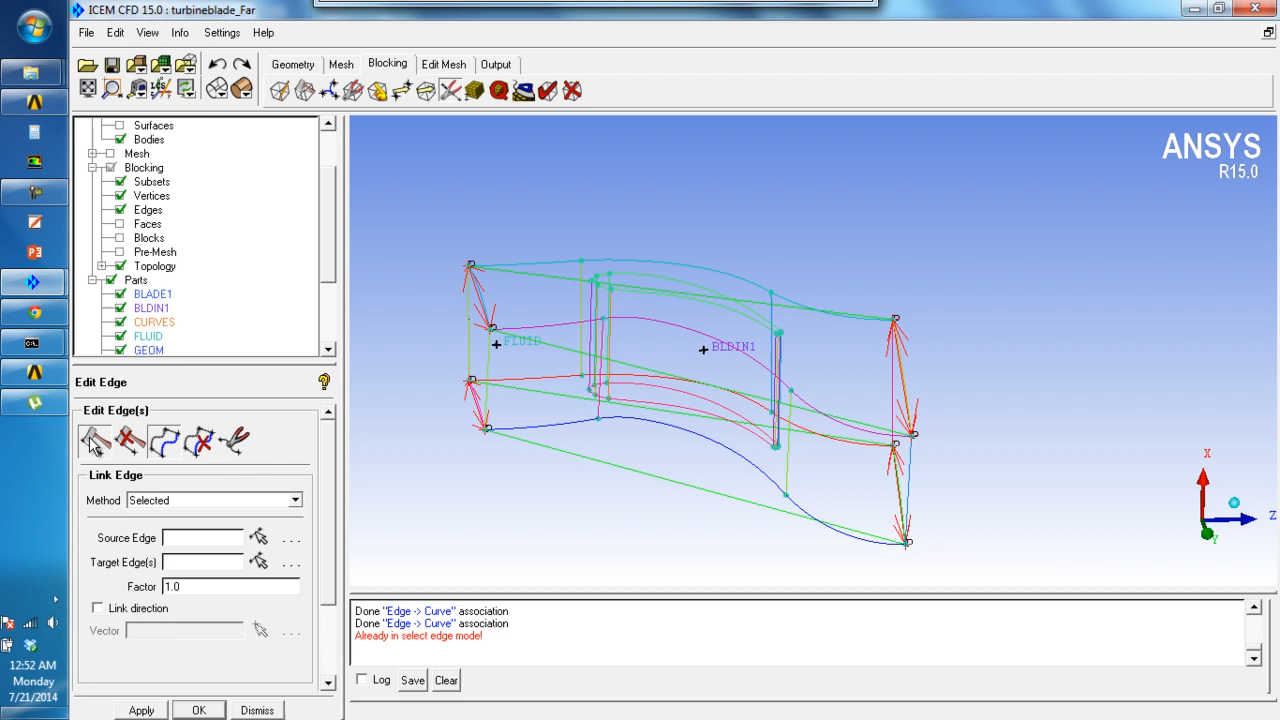 ICEM CFD 15.0 : turbineblade_Far
File Edit View Info Settings Help
Geometry Mesh Blocking Edit Mesh Output
LCS
Surfaces
Bodies
Mesh
Blocking
Subsets
Vertices
Edges
Faces
Blocks
Pre-Mesh
Topology
Parts
BLADE1
BLDIN1
CURVES
FLUID
GEOM
Edit Edge
Edit Edge(s)
Link Edge
Method Selected
Source Edge
Target Edge(s)
Factor 1.0
Link direction
Vector
Apply OK Dismiss
ANSYS
R15.0
FLUID
BLDIN1
X
Z
Y
Done "Edge -> Curve" association
Done "Edge -> Curve" association
Already in select edge mode!
Log Save Clear
12:52 AM
Monday
7/21/2014